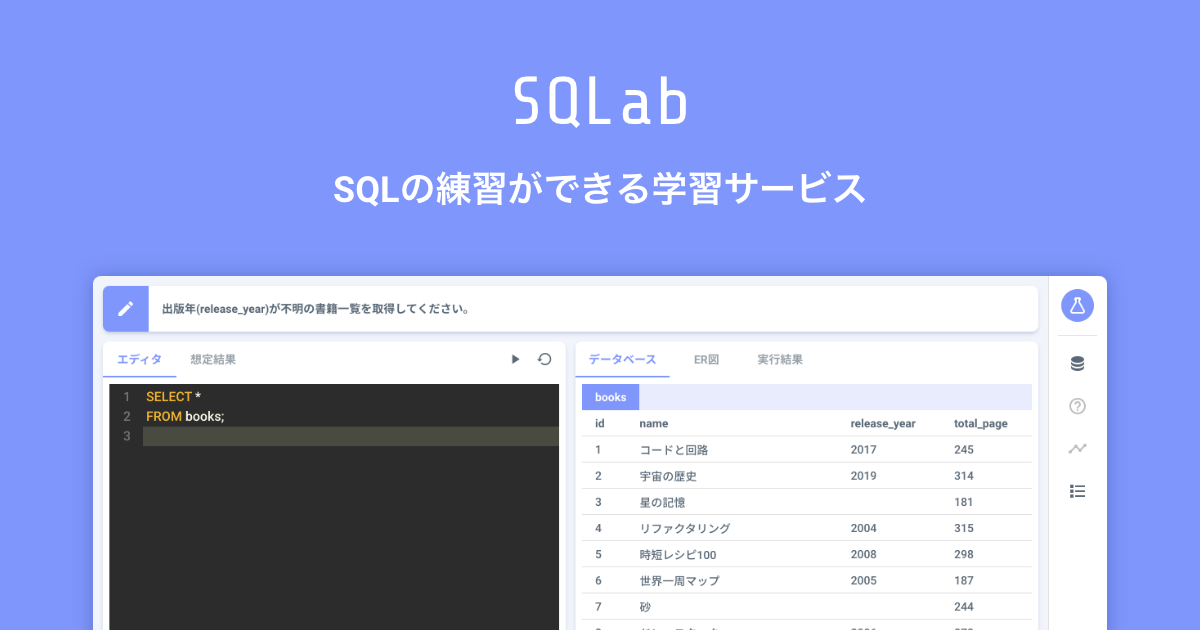 SQLab
SQLの練習ができる学習サービス
出版年(release_year)が不明の書籍一覧を取得してください。
エディタ 想定結果
1 SELECT *
2 FROM books;
3
データベース ER図 実行結果
books
id name release_year total_page
1 コードと回路 2017 245
2 宇宙の歴史 2019 314
3 星の記憶 181
4 リファクタリング 2004 315
5 時短レシピ100 2008 298
6 世界一周マップ 2005 187
7 砂 244